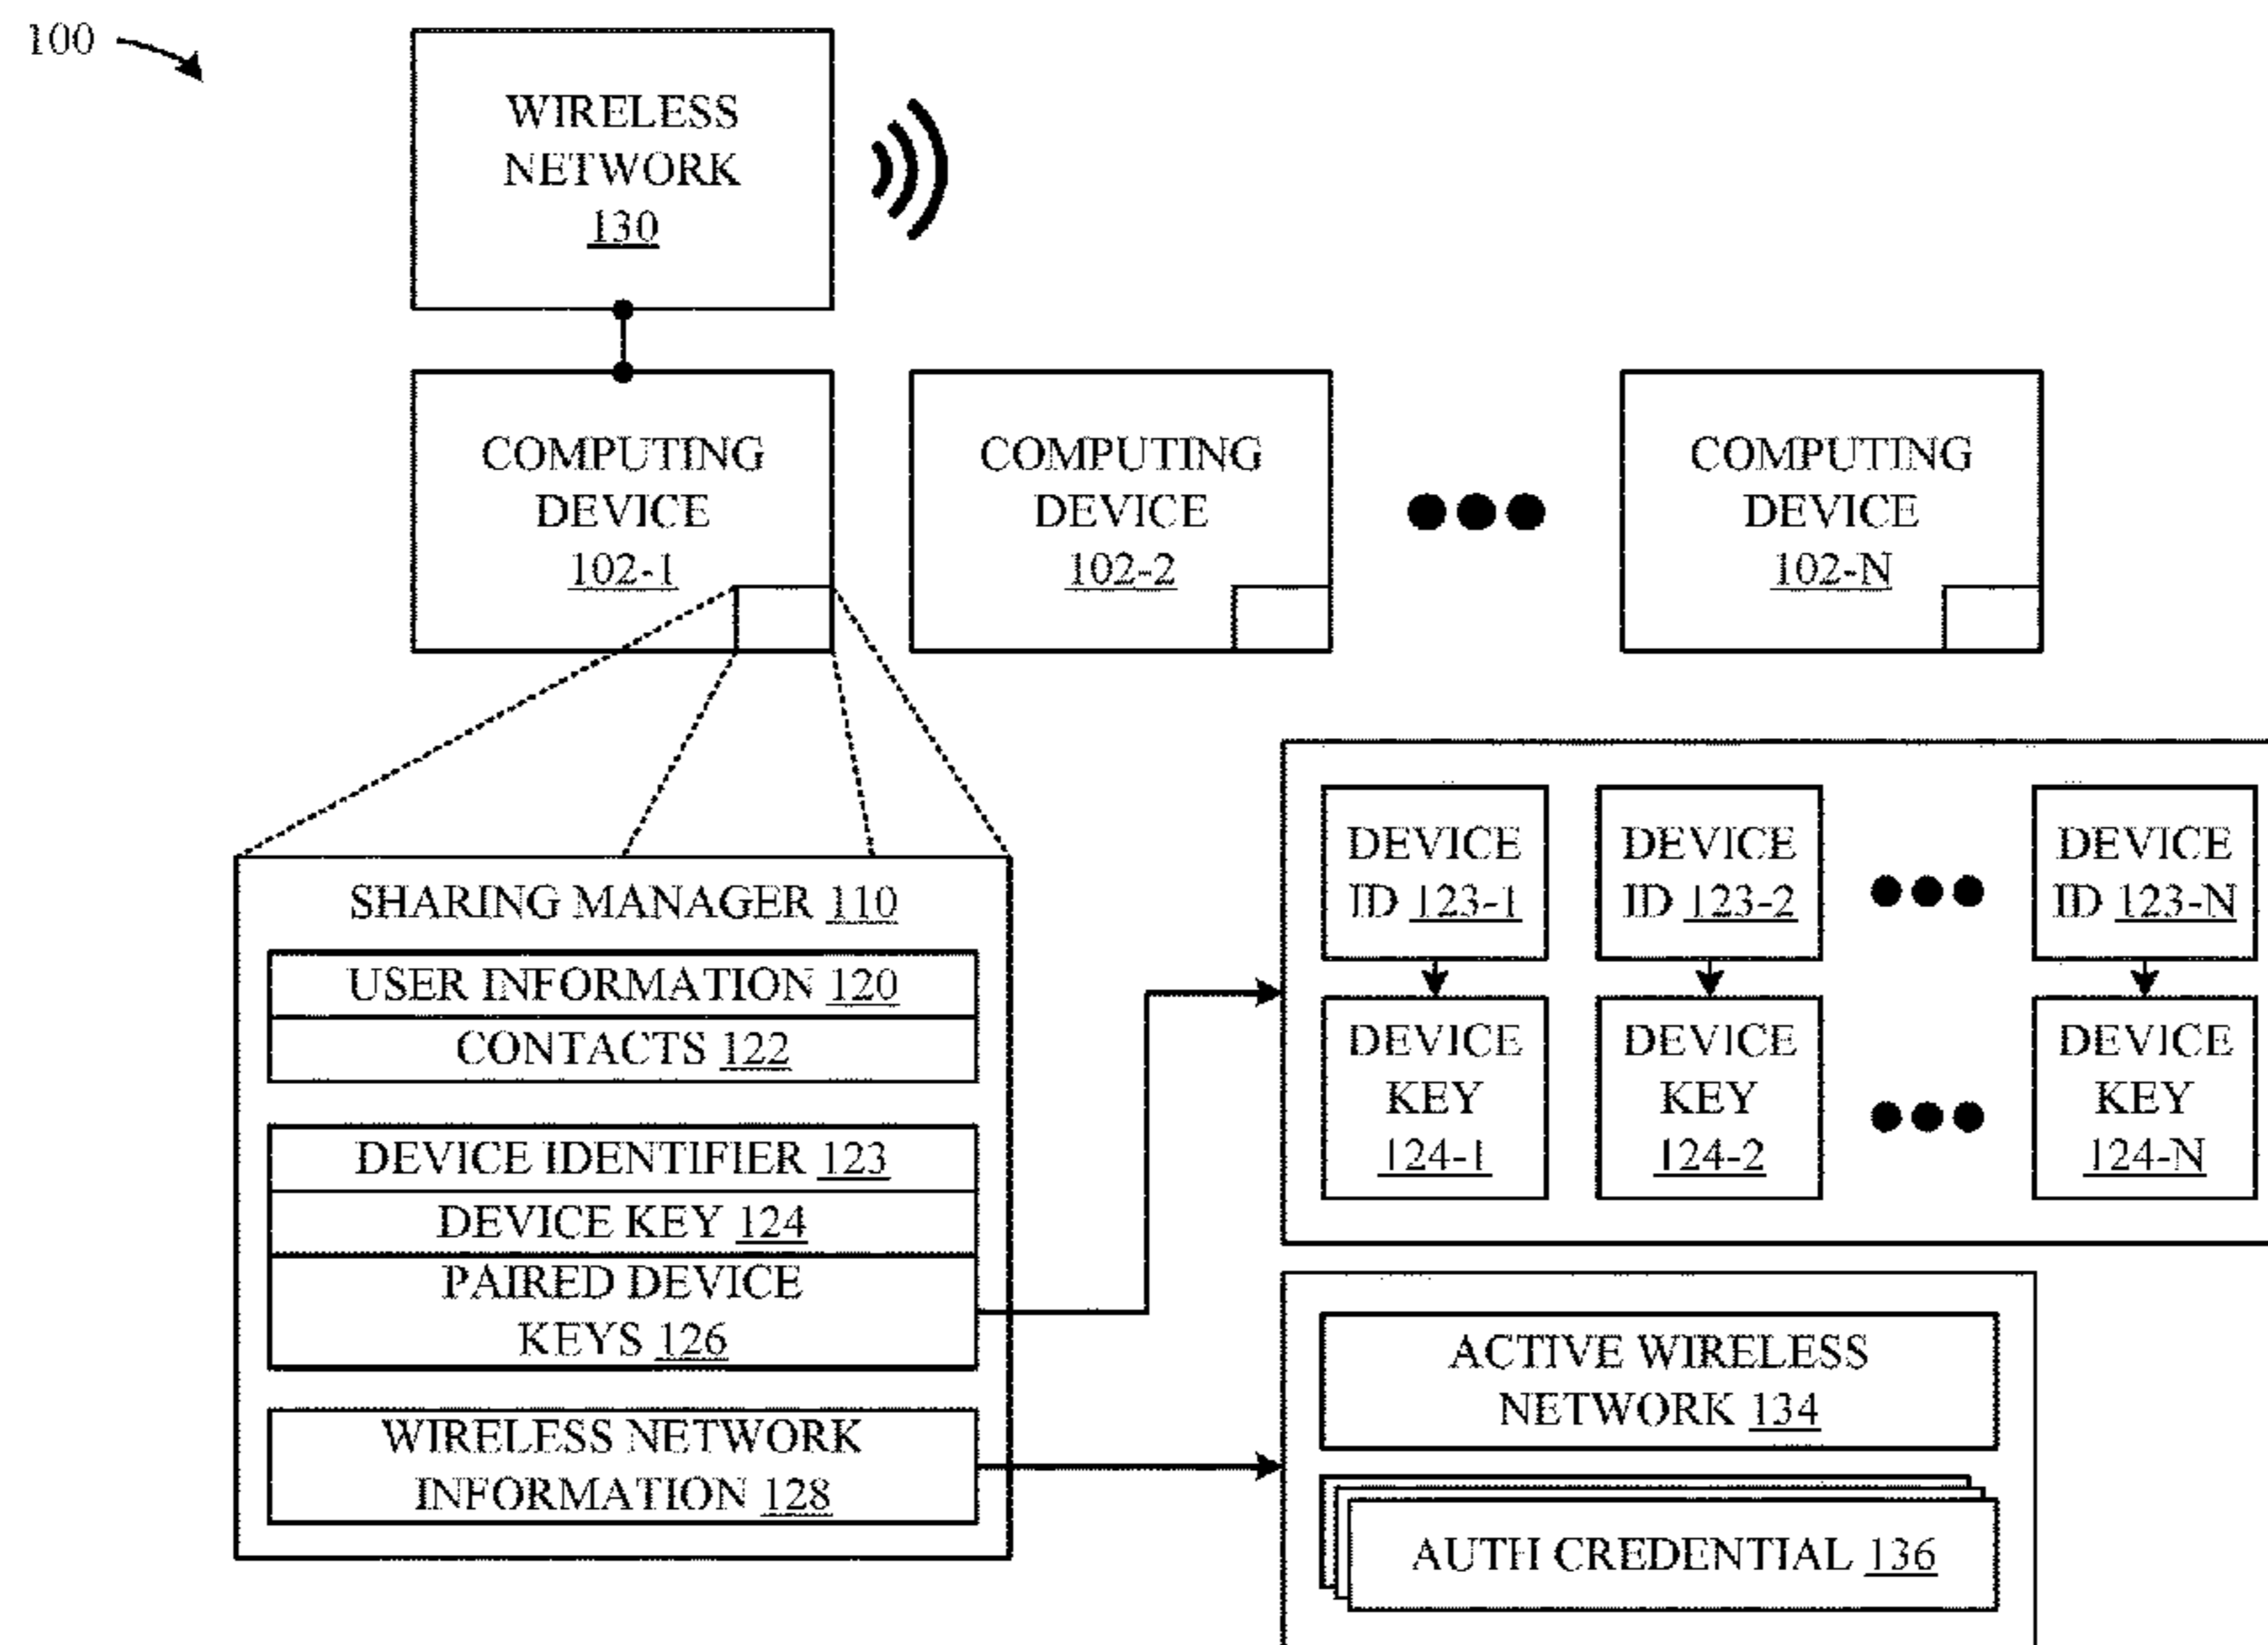 100
WIRELESS
NETWORK
130
COMPUTING
DEVICE
102-1
COMPUTING
DEVICE
102-2
COMPUTING
DEVICE
102-N
SHARING MANAGER 110
USER INFORMATION 120
CONTACTS 122
DEVICE IDENTIFIER 123
DEVICE KEY 124
PAIRED DEVICE
KEYS 126
WIRELESS NETWORK
INFORMATION 128
DEVICE
ID 123-1
DEVICE
ID 123-2
DEVICE
ID 123-N
DEVICE
KEY
124-1
DEVICE
KEY
124-2
DEVICE
KEY
124-N
ACTIVE WIRELESS
NETWORK 134
AUTH CREDENTIAL 136